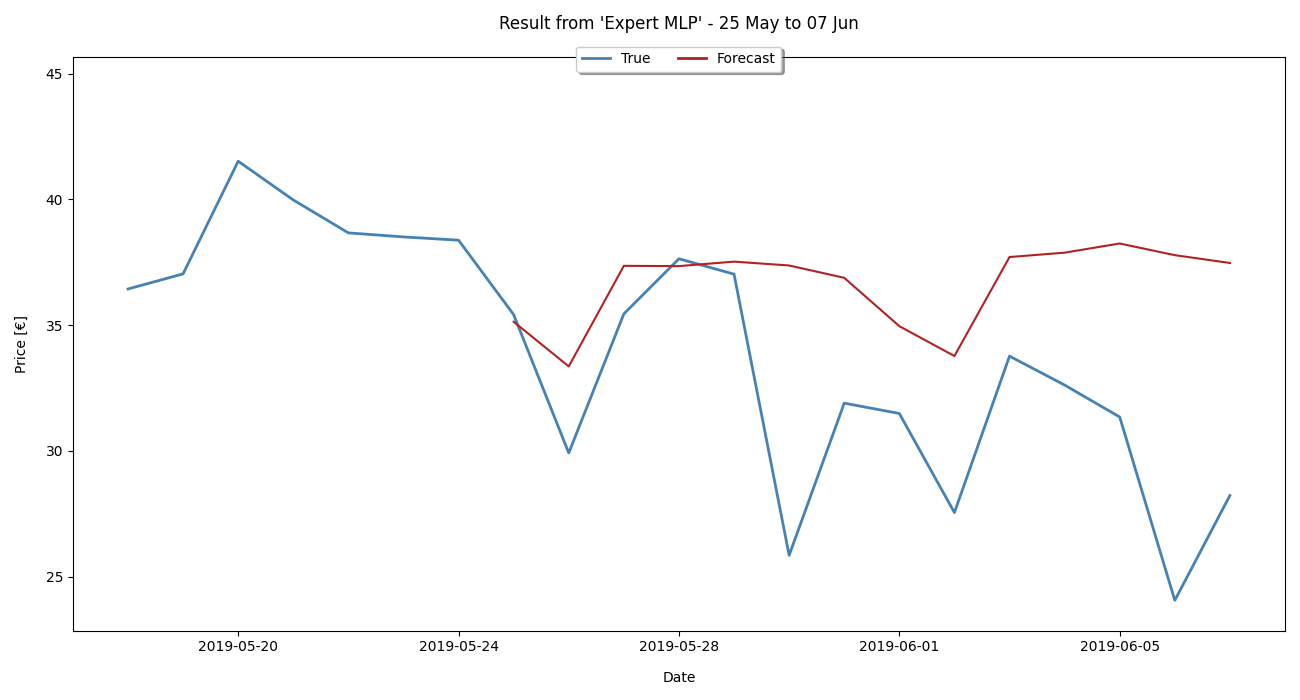 Result from 'Expert MLP' - 25 May to 07 Jun
True Forecast
45
40
35
30
25
Price [€]
2019-05-20 2019-05-24 2019-05-28 2019-06-01 2019-06-05
Date